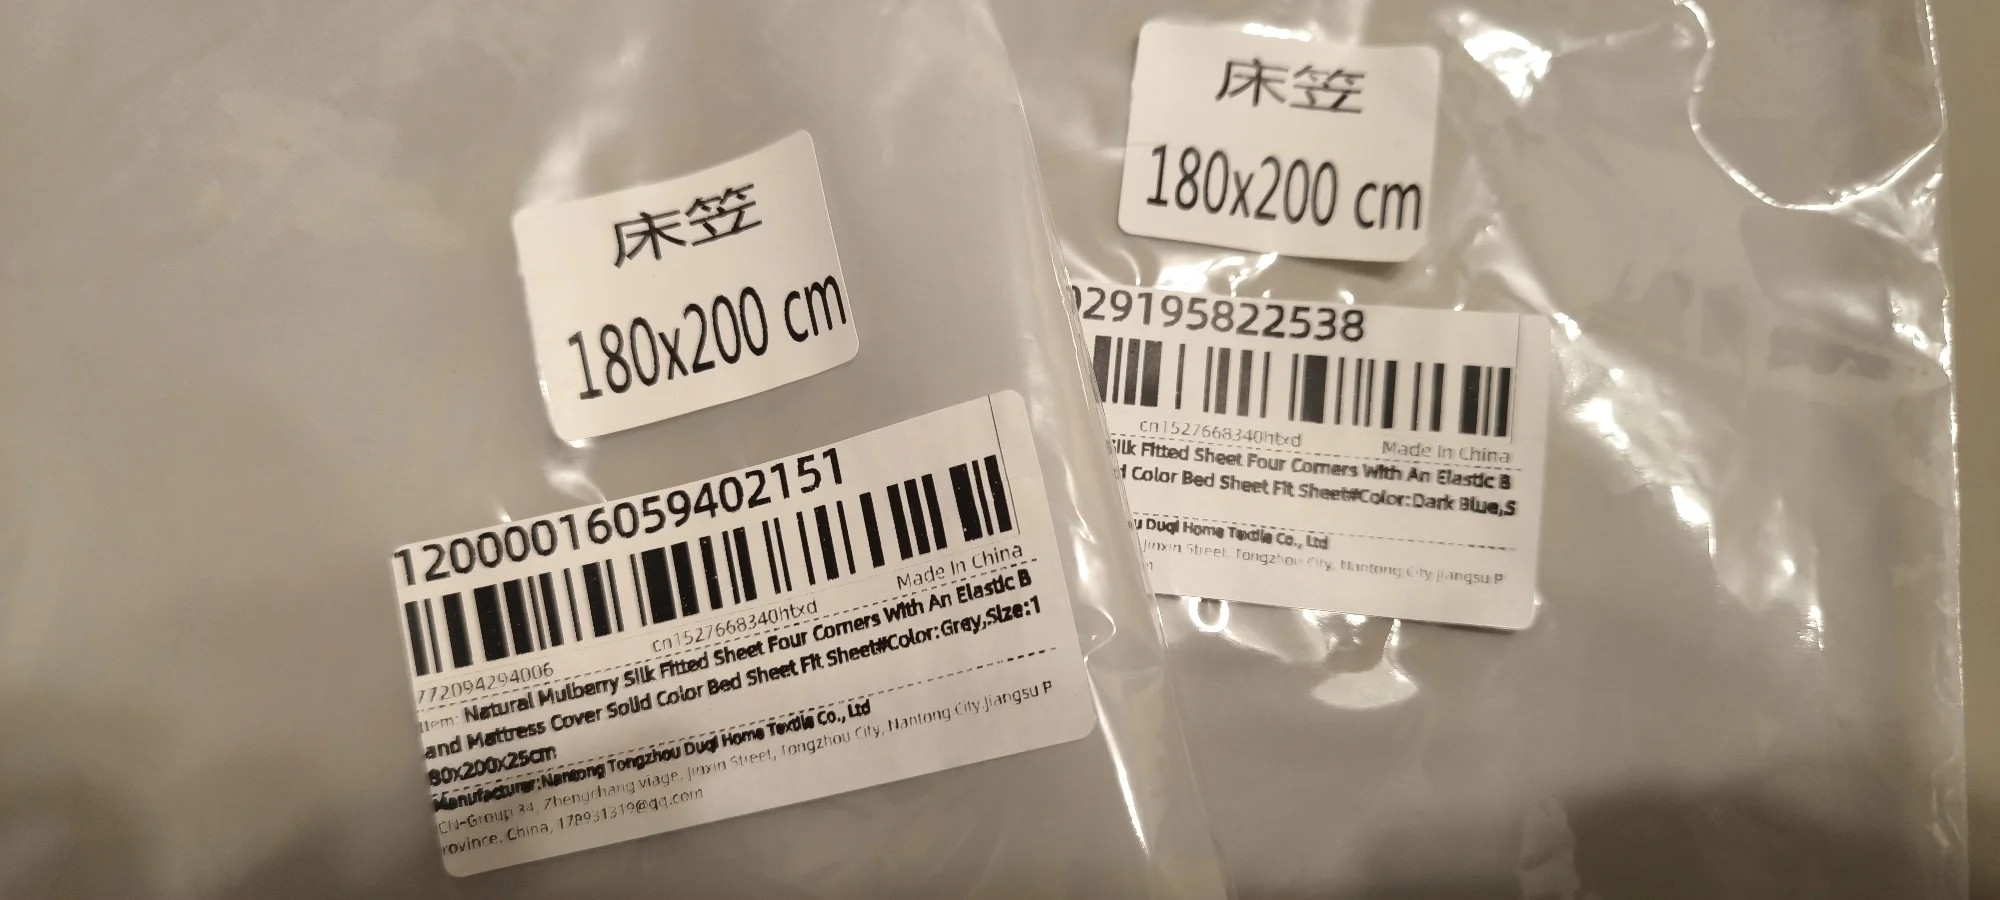 床笠
180x200 cm
12000016059402151
Made In China
cn1527668340htxd
772094294006
Item: Natural Mulberry Silk Fitted Sheet Four Corners With An Elastic B
and Mattress Cover Solid Color Bed Sheet Fit Sheet#Color:Grey,Size:1
80x200x25cm
Manufacturer:Nantong Tongzhou Duqi Home Textile Co., Ltd
CN-Group 34, Zhengchang viage, Jinxin Street, Tongzhou City, Nantong City.Jiangsu P
rovince, China, 178931319@qq.com
床笠
180x200 cm
029195822538
cn1527668340htxd
Made In China
Silk Fitted Sheet Four Corners With An Elastic B
d Color Bed Sheet Fit Sheet#Color:Dark Blue,S
u Duqi Home Textile Co., Ltd
Jinxin Street, Tongzhou City, Nantong City.Jiangsu P